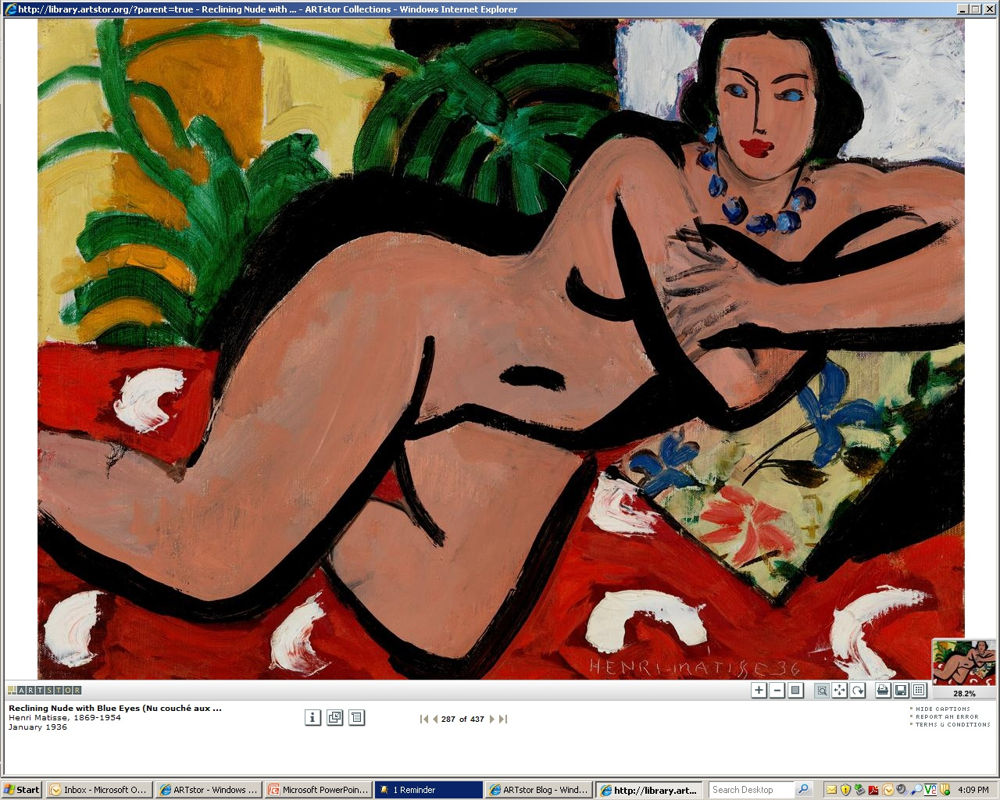 http://library.artstor.org/?parent=true - Reclining Nude with ... - ARTstor Collections - Windows Internet Explorer
HENRI-MATISSE 36
ARTSTOR
28.2%
Reclining Nude with Blue Eyes (Nu couché aux ...
Henri Matisse, 1869-1954
January 1936
287 of 437
HIDE CAPTIONS
REPORT AN ERROR
TERMS & CONDITIONS
Start
Inbox - Microsoft O...
ARTstor - Windows ...
Microsoft PowerPoin...
1 Reminder
ARTstor Blog - Wind...
http://library.art...
Search Desktop
4:09 PM